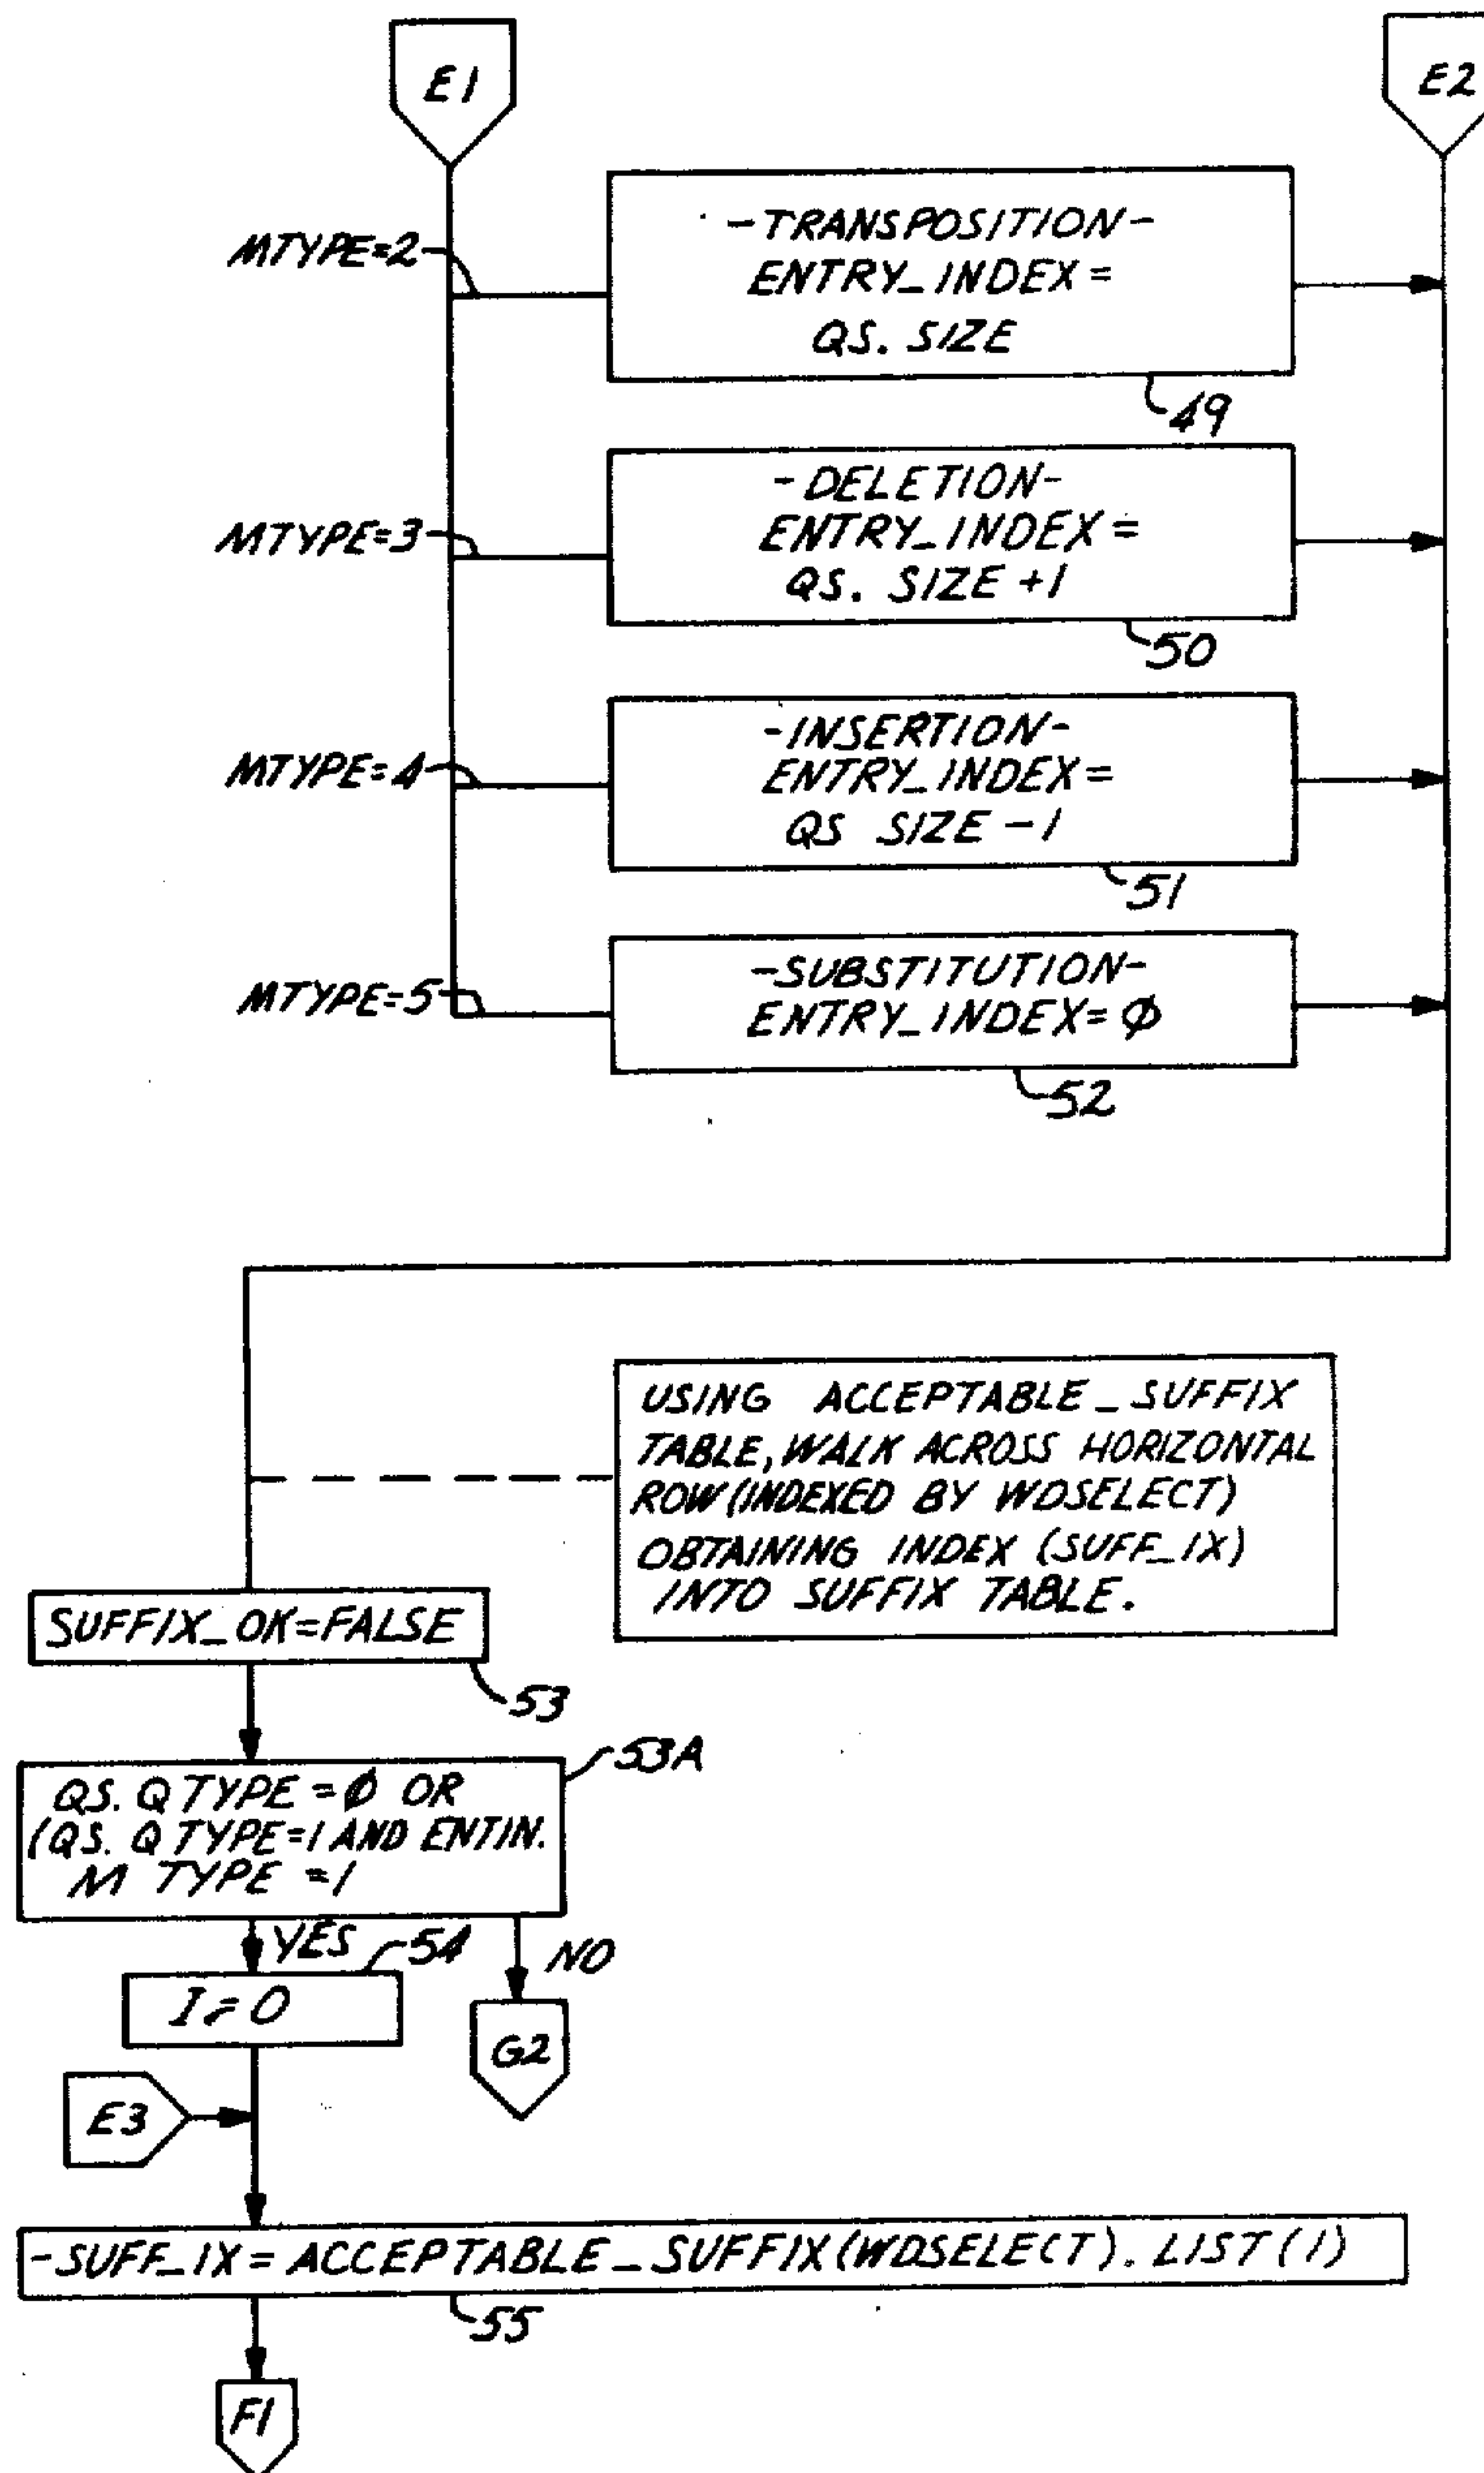 E1
E2
MTYPE=2
-TRANSPOSITION-
ENTRY_INDEX=
QS. SIZE
49
MTYPE=3
-DELETION-
ENTRY_INDEX=
QS. SIZE +1
50
MTYPE=4
-INSERTION-
ENTRY_INDEX=
QS SIZE -1
51
MTYPE=5
-SUBSTITUTION-
ENTRY_INDEX=Φ
52
USING ACCEPTABLE_SUFFIX
TABLE, WALK ACROSS HORIZONTAL
ROW (INDEXED BY WDSELECT)
OBTAINING INDEX (SUFF_IX)
INTO SUFFIX TABLE.
SUFFIX_OK=FALSE
53
53A
QS. Q TYPE =Φ OR
(QS. Q TYPE=1 AND ENTIN.
M TYPE =1
YES
54
NO
I=0
G2
E3
-SUFF_IX = ACCEPTABLE_SUFFIX(WDSELECT). LIST(I)
55
F1